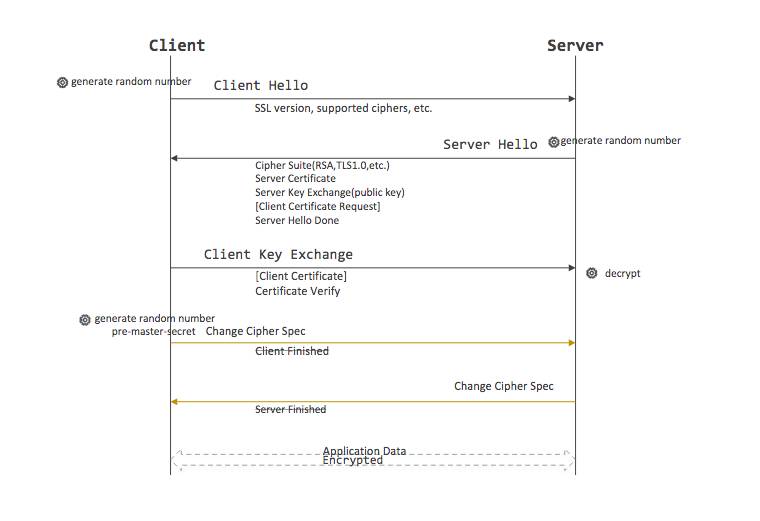 Client
Server
generate random number
Client Hello
SSL version, supported ciphers, etc.
Server Hello
generate random number
Cipher Suite(RSA,TLS1.0,etc.)
Server Certificate
Server Key Exchange(public key)
[Client Certificate Request]
Server Hello Done
Client Key Exchange
[Client Certificate]
Certificate Verify
decrypt
generate random number
pre-master-secret
Change Cipher Spec
Client Finished
Change Cipher Spec
Server Finished
Application Data
Encrypted